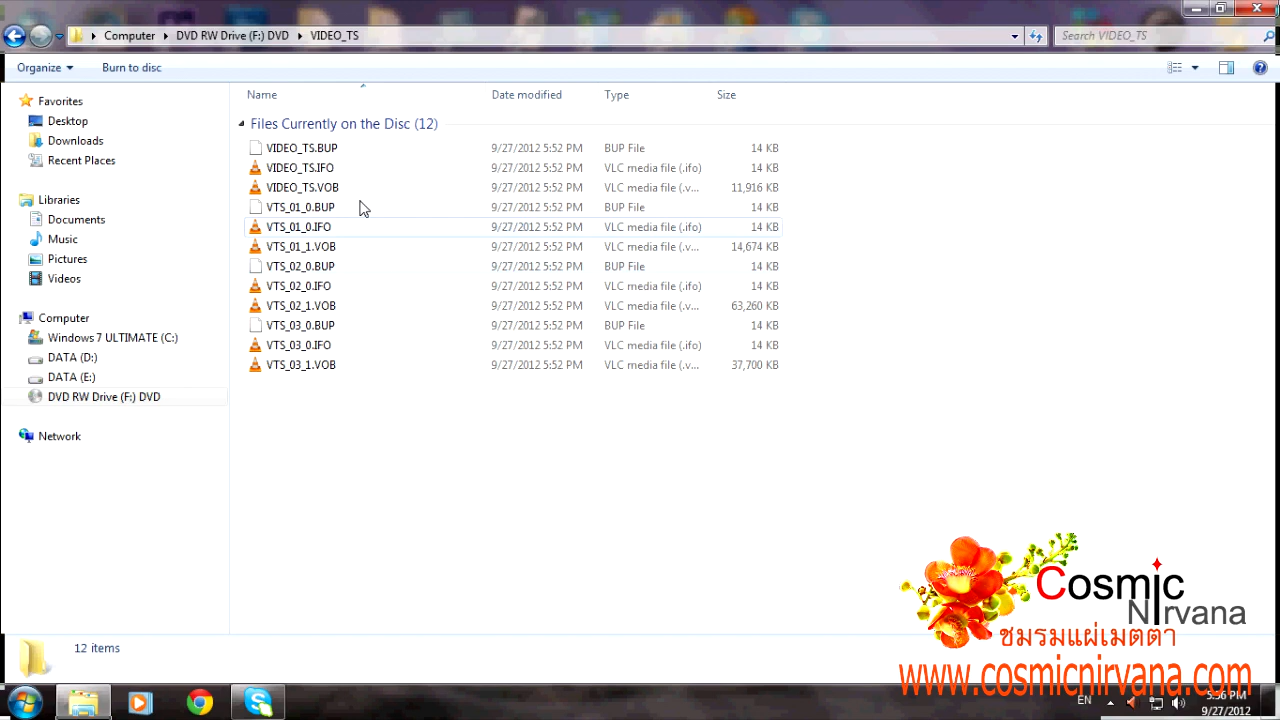 Computer DVD RW Drive (F:) DVD VIDEO_TS
Search VIDEO_TS
Organize Burn to disc
Name Date modified Type Size
Favorites
Desktop
Downloads
Recent Places
Libraries
Documents
Music
Pictures
Videos
Computer
Windows 7 ULTIMATE (C:)
DATA (D:)
DATA (E:)
DVD RW Drive (F:) DVD
Network
Files Currently on the Disc (12)
VIDEO_TS.BUP 9/27/2012 5:52 PM BUP File 14 KB
VIDEO_TS.IFO 9/27/2012 5:52 PM VLC media file (.ifo) 14 KB
VIDEO_TS.VOB 9/27/2012 5:52 PM VLC media file (.v... 11,916 KB
VTS_01_0.BUP 9/27/2012 5:52 PM BUP File 14 KB
VTS_01_0.IFO 9/27/2012 5:52 PM VLC media file (.ifo) 14 KB
VTS_01_1.VOB 9/27/2012 5:52 PM VLC media file (.v... 14,674 KB
VTS_02_0.BUP 9/27/2012 5:52 PM BUP File 14 KB
VTS_02_0.IFO 9/27/2012 5:52 PM VLC media file (.ifo) 14 KB
VTS_02_1.VOB 9/27/2012 5:52 PM VLC media file (.v... 63,260 KB
VTS_03_0.BUP 9/27/2012 5:52 PM BUP File 14 KB
VTS_03_0.IFO 9/27/2012 5:52 PM VLC media file (.ifo) 14 KB
VTS_03_1.VOB 9/27/2012 5:52 PM VLC media file (.v... 37,700 KB
Cosmic
Nirvana
ชมรมแผ่เมตตา
www.cosmicnirvana.com
12 items
EN
5:56 PM
9/27/2012